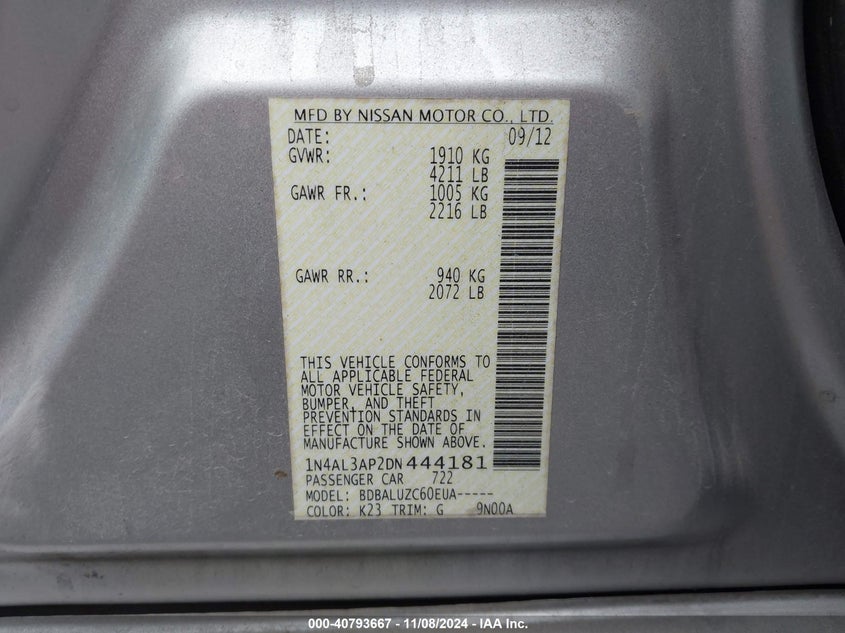 MFD BY NISSAN MOTOR CO., LTD.
DATE: 09/12
GVWR: 1910 KG
4211 LB
GAWR FR.: 1005 KG
2216 LB
GAWR RR.: 940 KG
2072 LB
THIS VEHICLE CONFORMS TO
ALL APPLICABLE FEDERAL
MOTOR VEHICLE SAFETY,
BUMPER, AND THEFT
PREVENTION STANDARDS IN
EFFECT ON THE DATE OF
MANUFACTURE SHOWN ABOVE.
1N4AL3AP2DN444181
PASSENGER CAR 722
MODEL: BDBALUZC60EUA-----
COLOR: K23 TRIM: G 9N00A
000-40793667 - 11/08/2024 - IAA Inc.